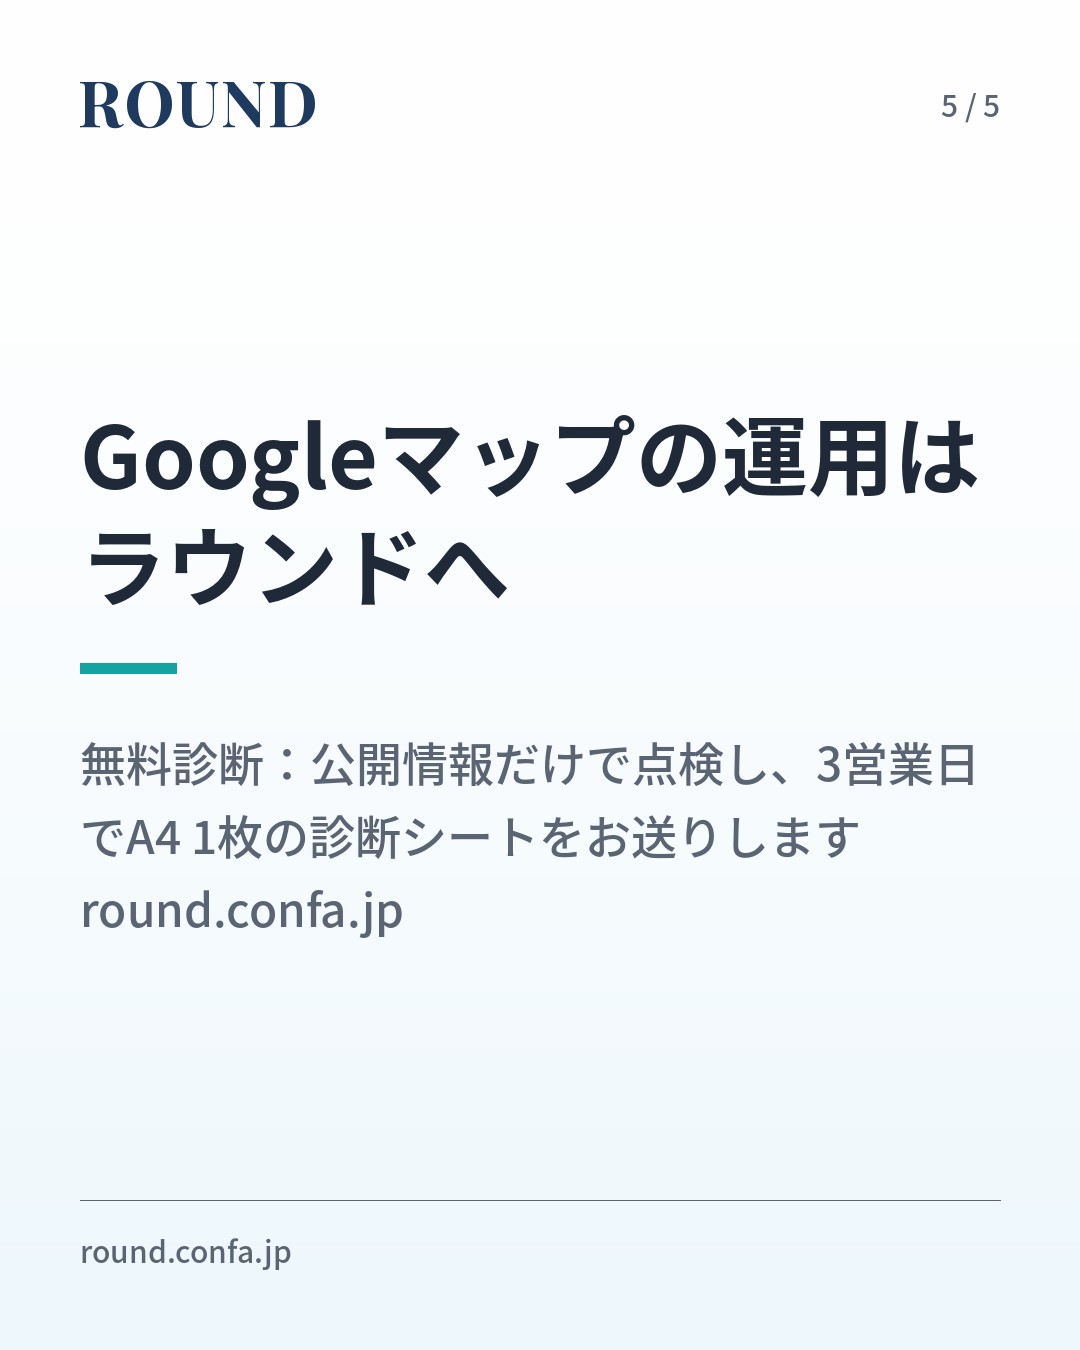 ROUND
5 / 5
Googleマップの運用は
ラウンドへ
無料診断：公開情報だけで点検し、3営業日
でA4 1枚の診断シートをお送りします
round.confa.jp
round.confa.jp